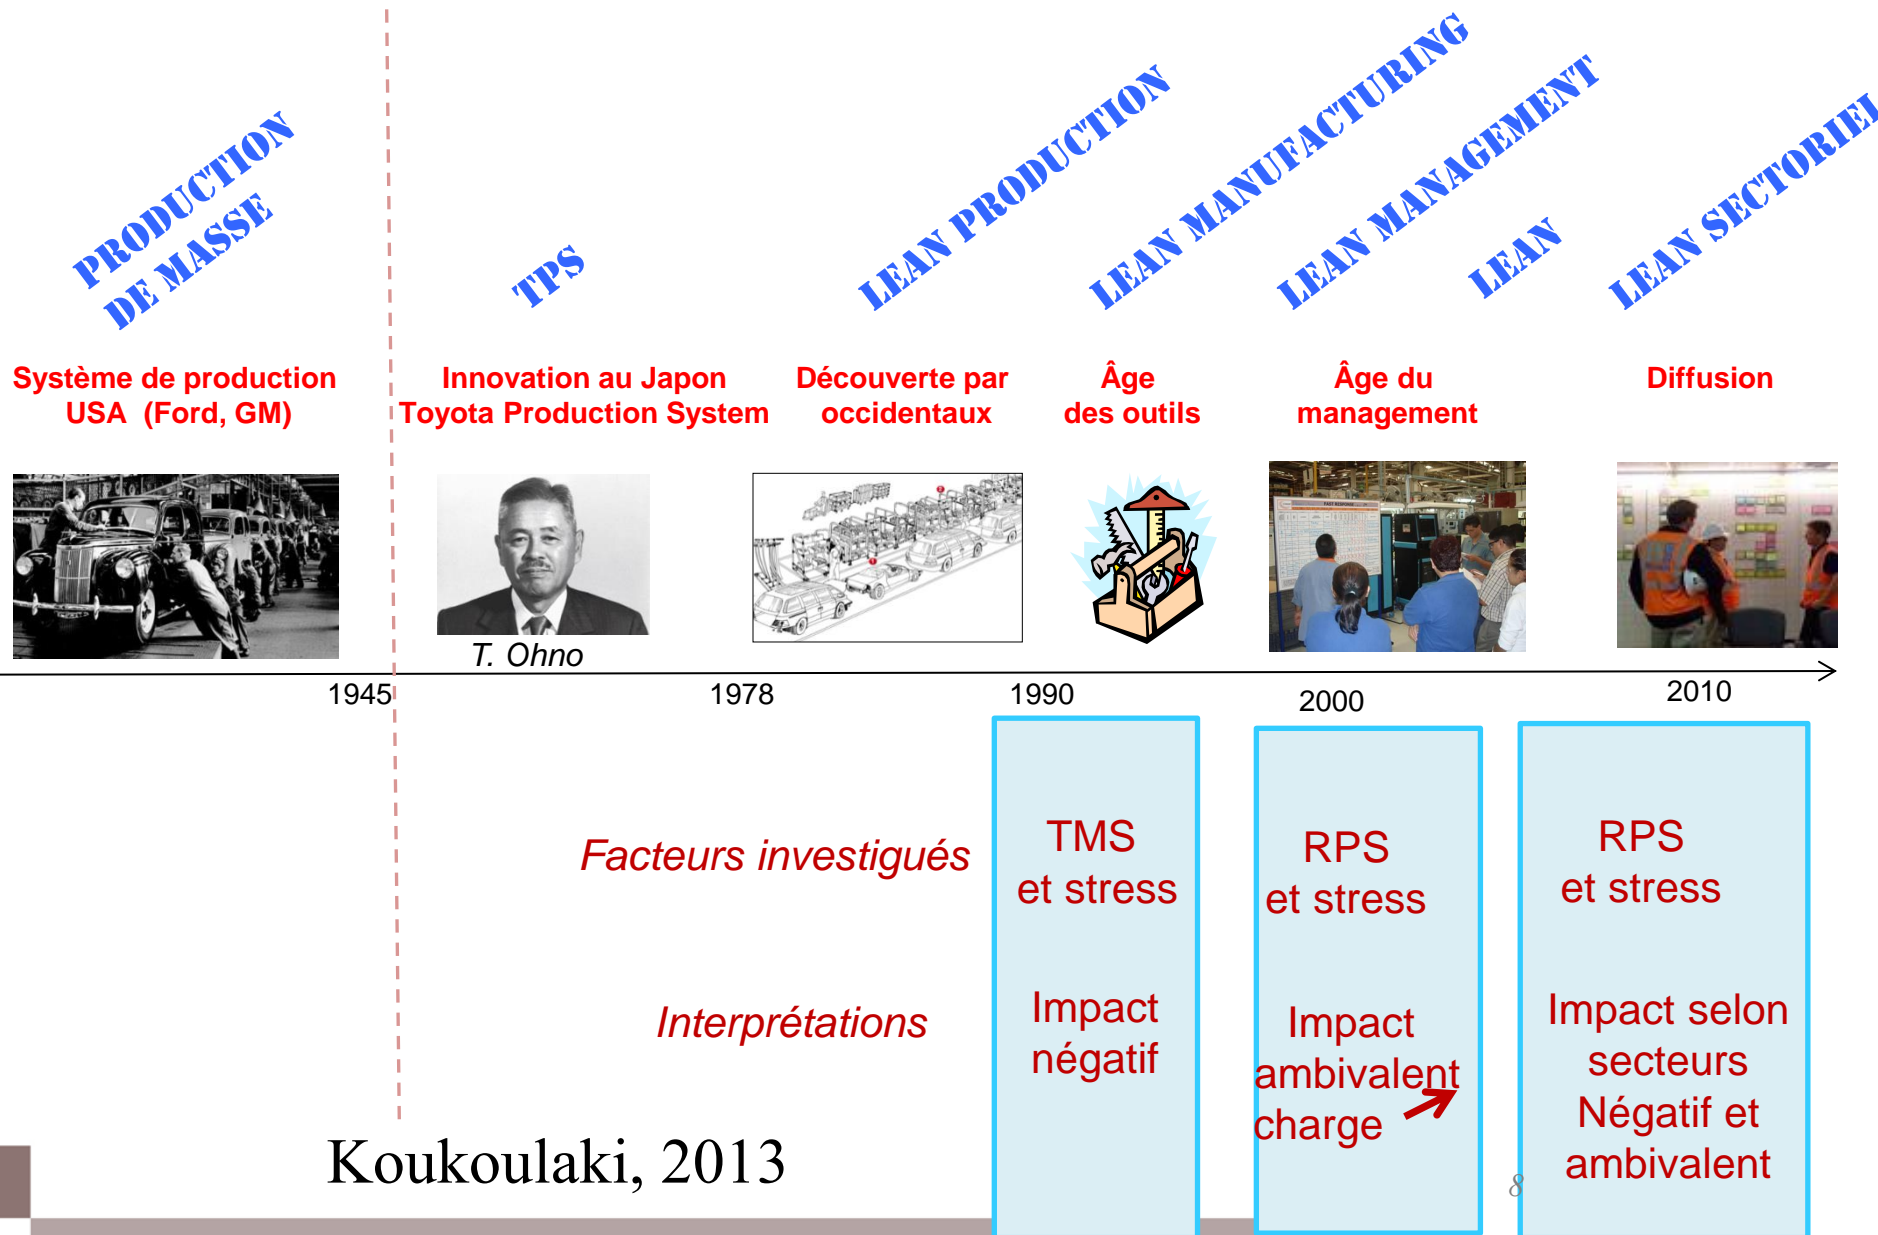 PRODUCTION
DE MASSE
TPS
LEAN PRODUCTION
LEAN MANUFACTURING
LEAN MANAGEMENT
LEAN
LEAN SECTORIEL
Système de production
USA (Ford, GM)
Innovation au Japon
Toyota Production System
Découverte par
occidentaux
Âge
des outils
Âge du
management
Diffusion
T. Ohno
1945
1978
1990
2000
2010
Facteurs investigués
TMS
et stress
RPS
et stress
RPS
et stress
Interprétations
Impact
négatif
Impact
ambivalent
charge
Impact selon
secteurs
Négatif et
ambivalent
Koukoulaki, 2013
8